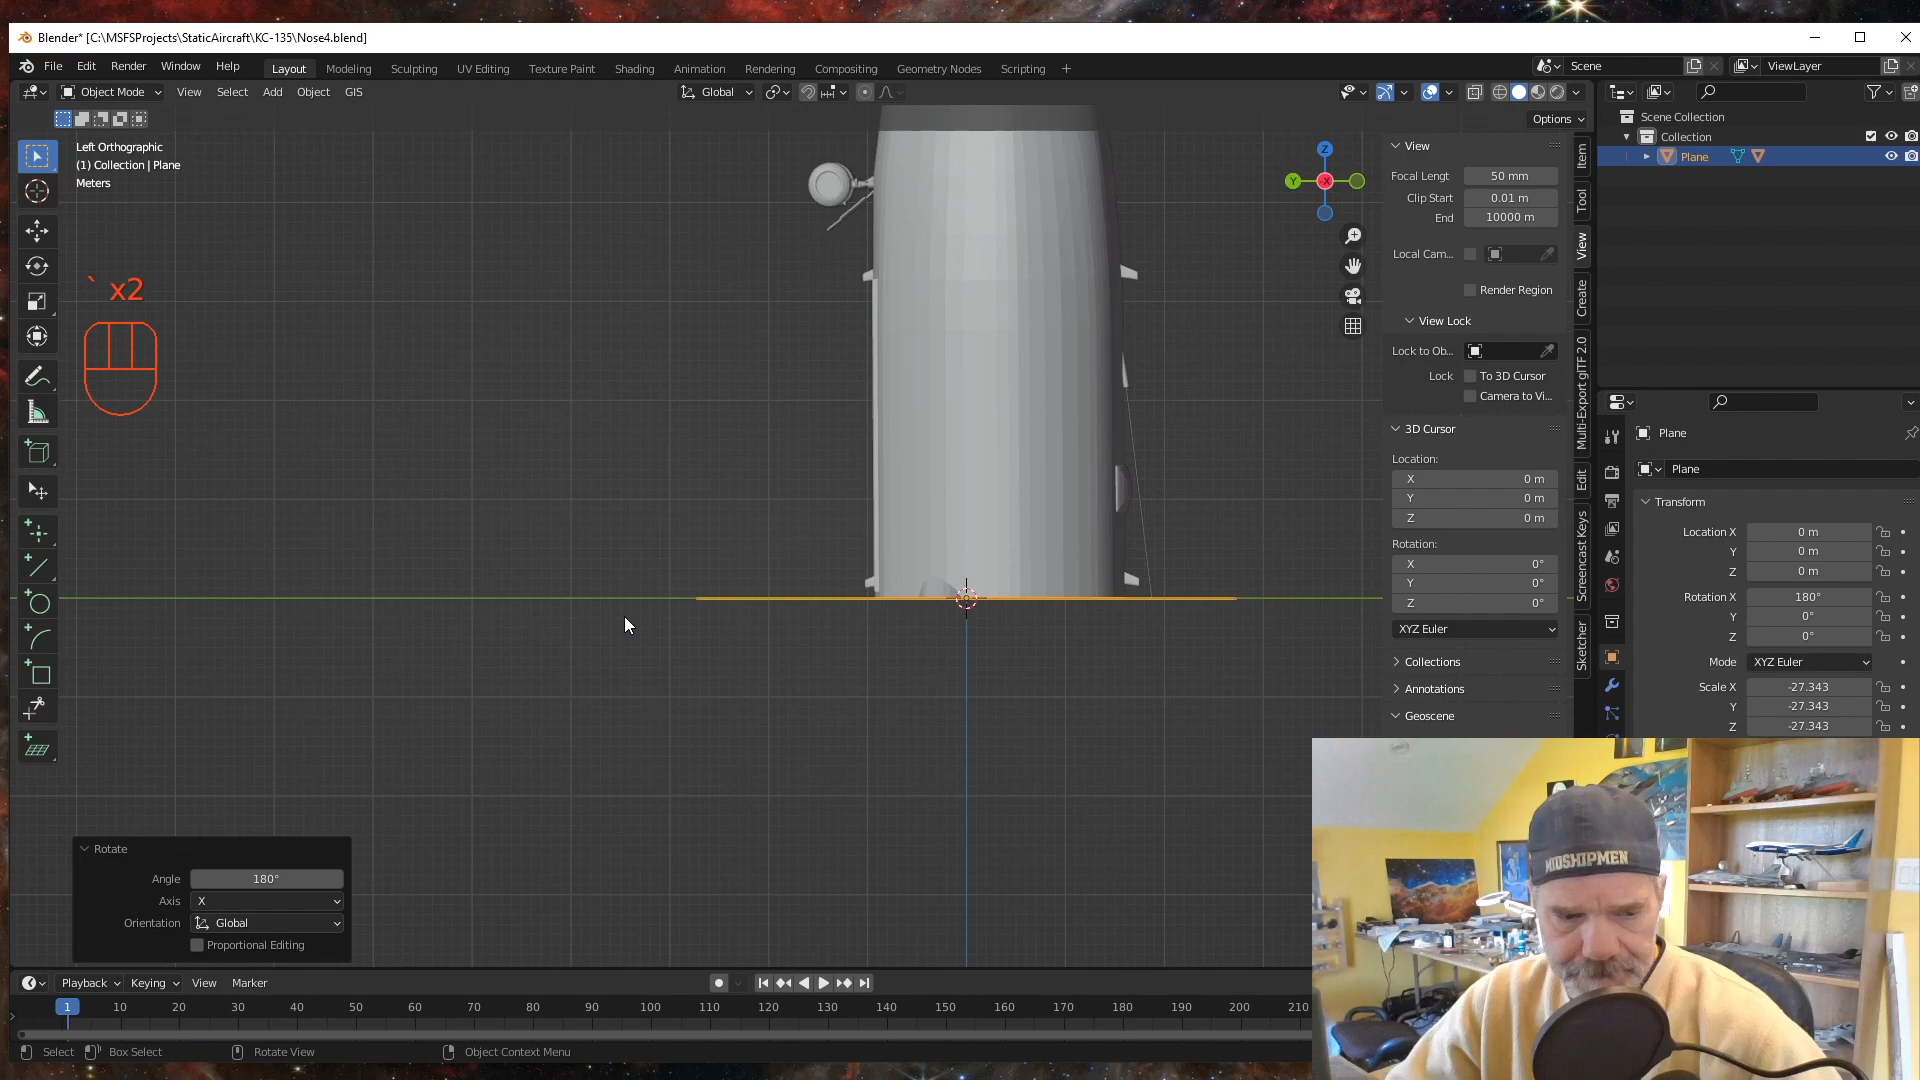 Blender* [C:\MSFSProjects\StaticAircraft\KC-135\Nose4.blend]
File Edit Render Window Help
Layout Modeling Sculpting UV Editing Texture Paint Shading Animation Rendering Compositing Geometry Nodes Scripting +
Scene
ViewLayer
Object Mode View Select Add Object GIS
Global
Options
Left Orthographic
(1) Collection | Plane
Meters
` x2
Z
Y
X
View
Focal Lengt 50 mm
Clip Start 0.01 m
End 10000 m
Local Cam...
Render Region
View Lock
Lock to Ob...
Lock To 3D Cursor
Camera to Vi...
3D Cursor
Location:
X 0 m
Y 0 m
Z 0 m
Rotation:
X 0°
Y 0°
Z 0°
XYZ Euler
Collections
Annotations
Geoscene
Item
Tool
View
Create
Multi-Export glTF 2.0
Edit
Screencast Keys
Sketcher
Scene Collection
Collection
Plane
Plane
Plane
Transform
Location X 0 m
Y 0 m
Z 0 m
Rotation X 180°
Y 0°
Z 0°
Mode XYZ Euler
Scale X -27.343
Y -27.343
Z -27.343
Rotate
Angle 180°
Axis X
Orientation Global
Proportional Editing
Playback Keying View Marker
1 10 20 30 40 50 60 70 80 90 100 110 120 130 140 150 160 170 180 190 200 210
Select Box Select Rotate View Object Context Menu
MIDSHIPMEN